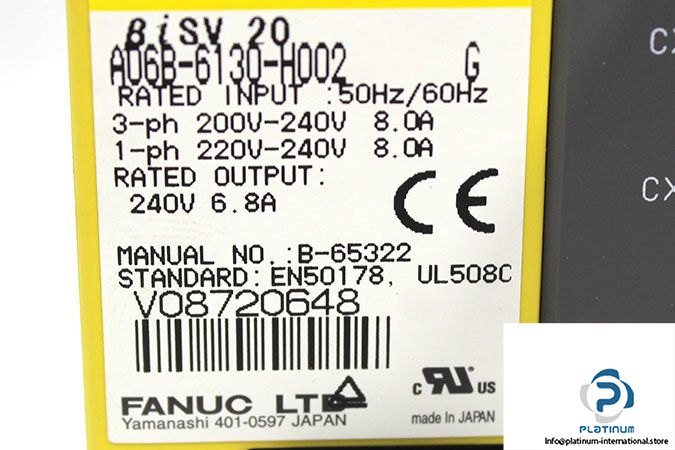 βiSV 20
A06B-6130-H002 G
RATED INPUT :50Hz/60Hz
3-ph 200V-240V 8.0A
1-ph 220V-240V 8.0A
RATED OUTPUT:
240V 6.8A
CE
MANUAL NO.:B-65322
STANDARD:EN50178, UL508C
V08720648
FANUC LTD
Yamanashi 401-0597 JAPAN
c RU US
made in JAPAN
CX
PLATINUM
info@platinum-international.store